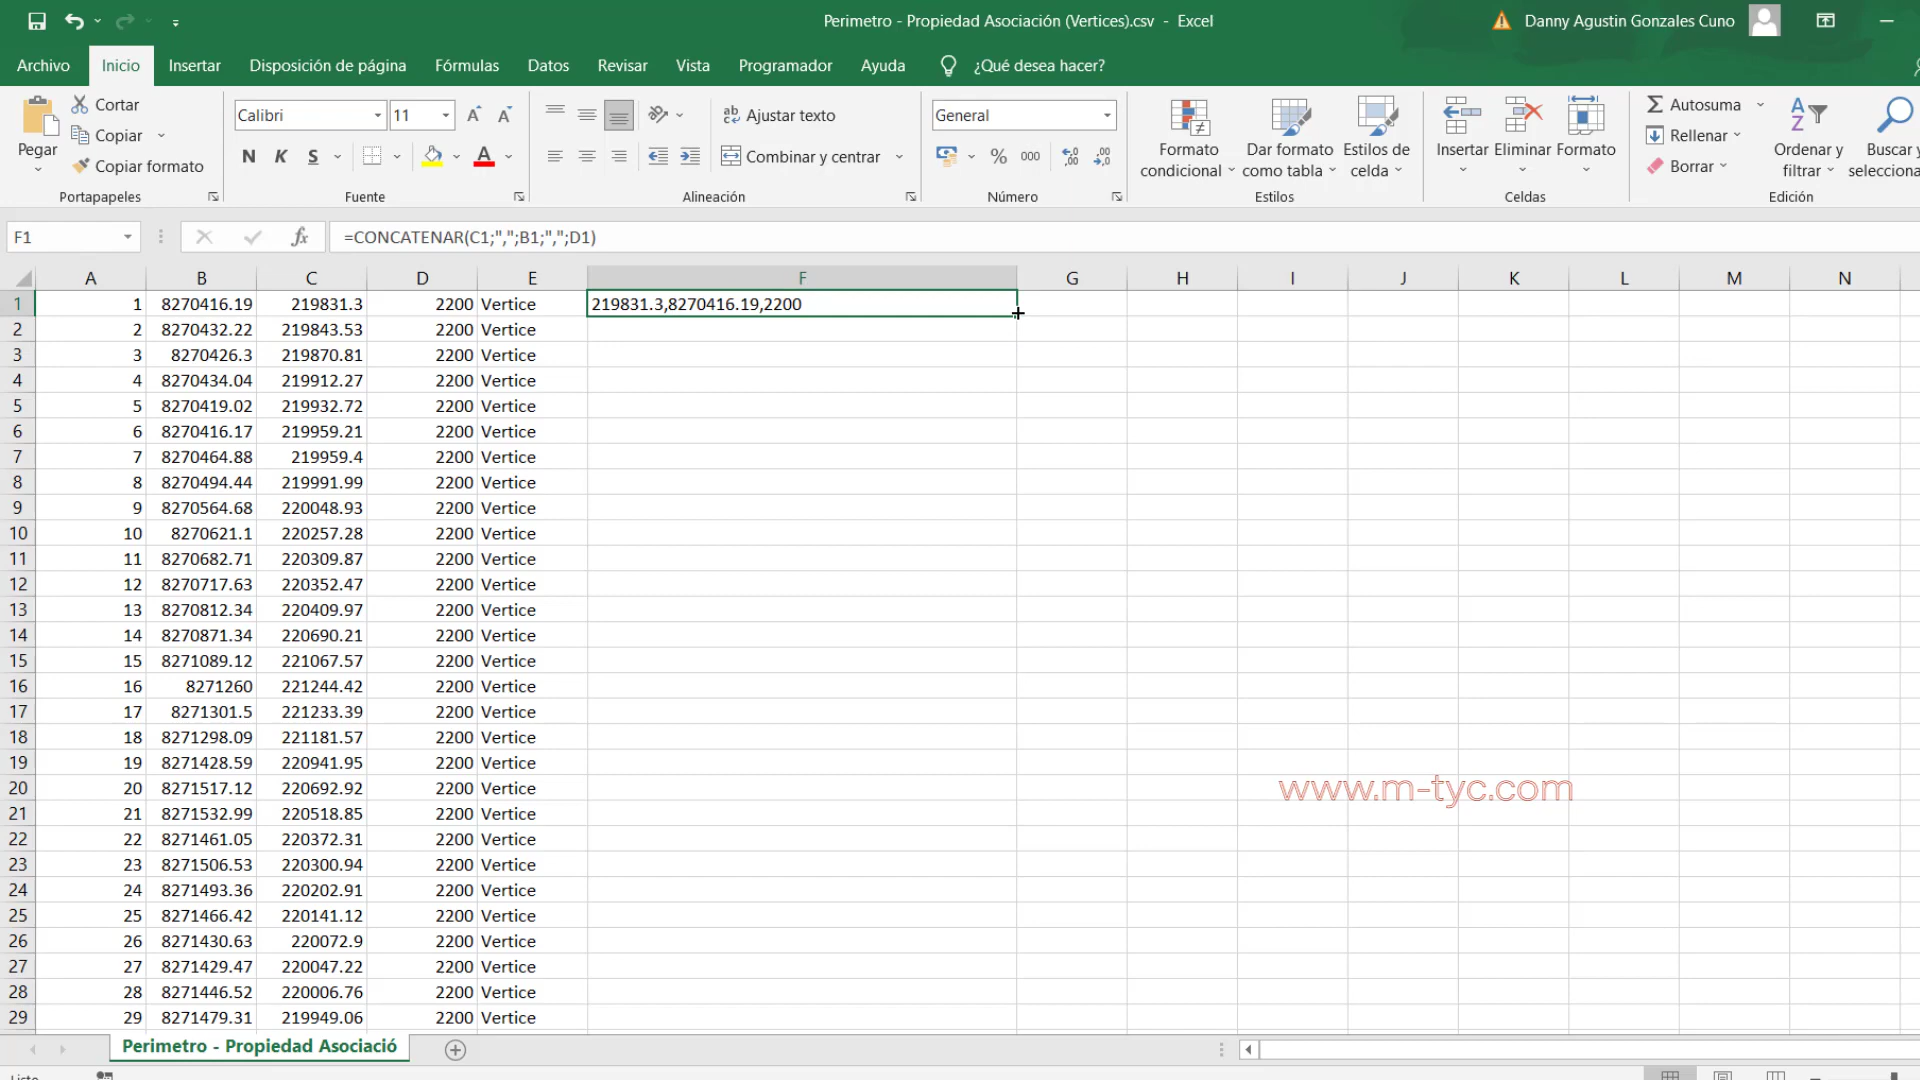 Perimetro - Propiedad Asociación (Vertices).csv - Excel
Danny Agustin Gonzales Cuno
Archivo Inicio Insertar Disposición de página Fórmulas Datos Revisar Vista Programador Ayuda ¿Qué desea hacer?
Pegar
Cortar
Copiar
Copiar formato
Portapapeles
Calibri 11
N K S
Fuente
Ajustar texto
Combinar y centrar
Alineación
General
% 000
Número
Formato condicional
Dar formato como tabla
Estilos de celda
Estilos
Insertar Eliminar Formato
Celdas
Autosuma
Rellenar
Borrar
Ordenar y filtrar
Buscar y
Edición
F1 fx =CONCATENAR(C1;",";B1;",";D1)
A B C D E F G H I J K L M N
1 1 8270416.19 219831.3 2200 Vertice 219831.3,8270416.19,2200
2 2 8270432.22 219843.53 2200 Vertice
3 3 8270426.3 219870.81 2200 Vertice
4 4 8270434.04 219912.27 2200 Vertice
5 5 8270419.02 219932.72 2200 Vertice
6 6 8270416.17 219959.21 2200 Vertice
7 7 8270464.88 219959.4 2200 Vertice
8 8 8270494.44 219991.99 2200 Vertice
9 9 8270564.68 220048.93 2200 Vertice
10 10 8270621.1 220257.28 2200 Vertice
11 11 8270682.71 220309.87 2200 Vertice
12 12 8270717.63 220352.47 2200 Vertice
13 13 8270812.34 220409.97 2200 Vertice
14 14 8270871.34 220690.21 2200 Vertice
15 15 8271089.12 221067.57 2200 Vertice
16 16 8271260 221244.42 2200 Vertice
17 17 8271301.5 221233.39 2200 Vertice
18 18 8271298.09 221181.57 2200 Vertice
19 19 8271428.59 220941.95 2200 Vertice
20 20 8271517.12 220692.92 2200 Vertice
21 21 8271532.99 220518.85 2200 Vertice
22 22 8271461.05 220372.31 2200 Vertice
23 23 8271506.53 220300.94 2200 Vertice
24 24 8271493.36 220202.91 2200 Vertice
25 25 8271466.42 220141.12 2200 Vertice
26 26 8271430.63 220072.9 2200 Vertice
27 27 8271429.47 220047.22 2200 Vertice
28 28 8271446.52 220006.76 2200 Vertice
29 29 8271479.31 219949.06 2200 Vertice
www.m-tyc.com
Perimetro - Propiedad Asociació